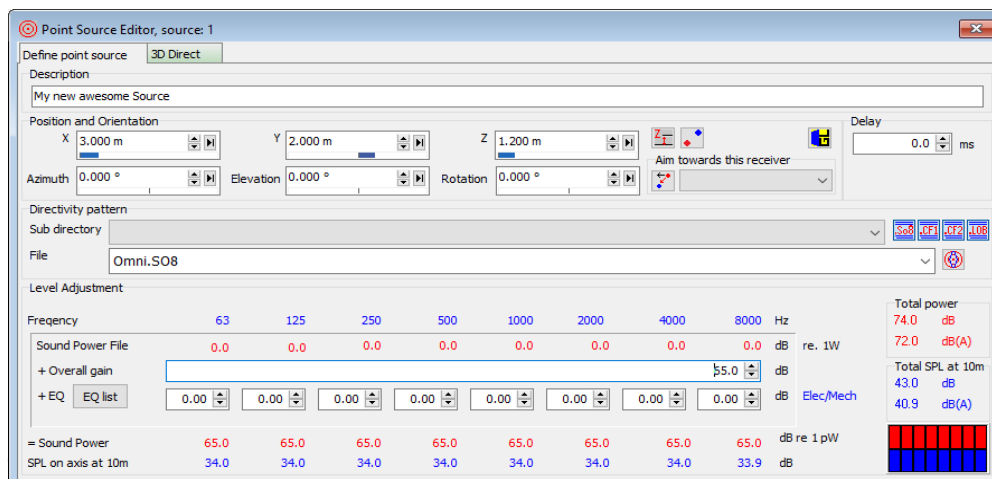 Point Source Editor, source: 1
Define point source 3D Direct
Description
My new awesome Source
Position and Orientation Delay
X 3.000 m Y 2.000 m Z 1.200 m Z 0.0 ms
Aim towards this receiver
Azimuth 0.000 ° Elevation 0.000 ° Rotation 0.000 °
Directivity pattern
Sub directory .So8 .CF1 .CF2 .LOB
File Omni.SO8
Level Adjustment Total power
Freqency 63 125 250 500 1000 2000 4000 8000 Hz 74.0 dB
Sound Power File 0.0 0.0 0.0 0.0 0.0 0.0 0.0 0.0 dB re. 1W 72.0 dB(A)
+ Overall gain 65.0 dB Total SPL at 10m
43.0 dB
+ EQ EQ list 0.00 0.00 0.00 0.00 0.00 0.00 0.00 0.00 dB Elec/Mech 40.9 dB(A)
= Sound Power 65.0 65.0 65.0 65.0 65.0 65.0 65.0 65.0 dB re 1 pW
SPL on axis at 10m 34.0 34.0 34.0 34.0 34.0 34.0 34.0 33.9 dB